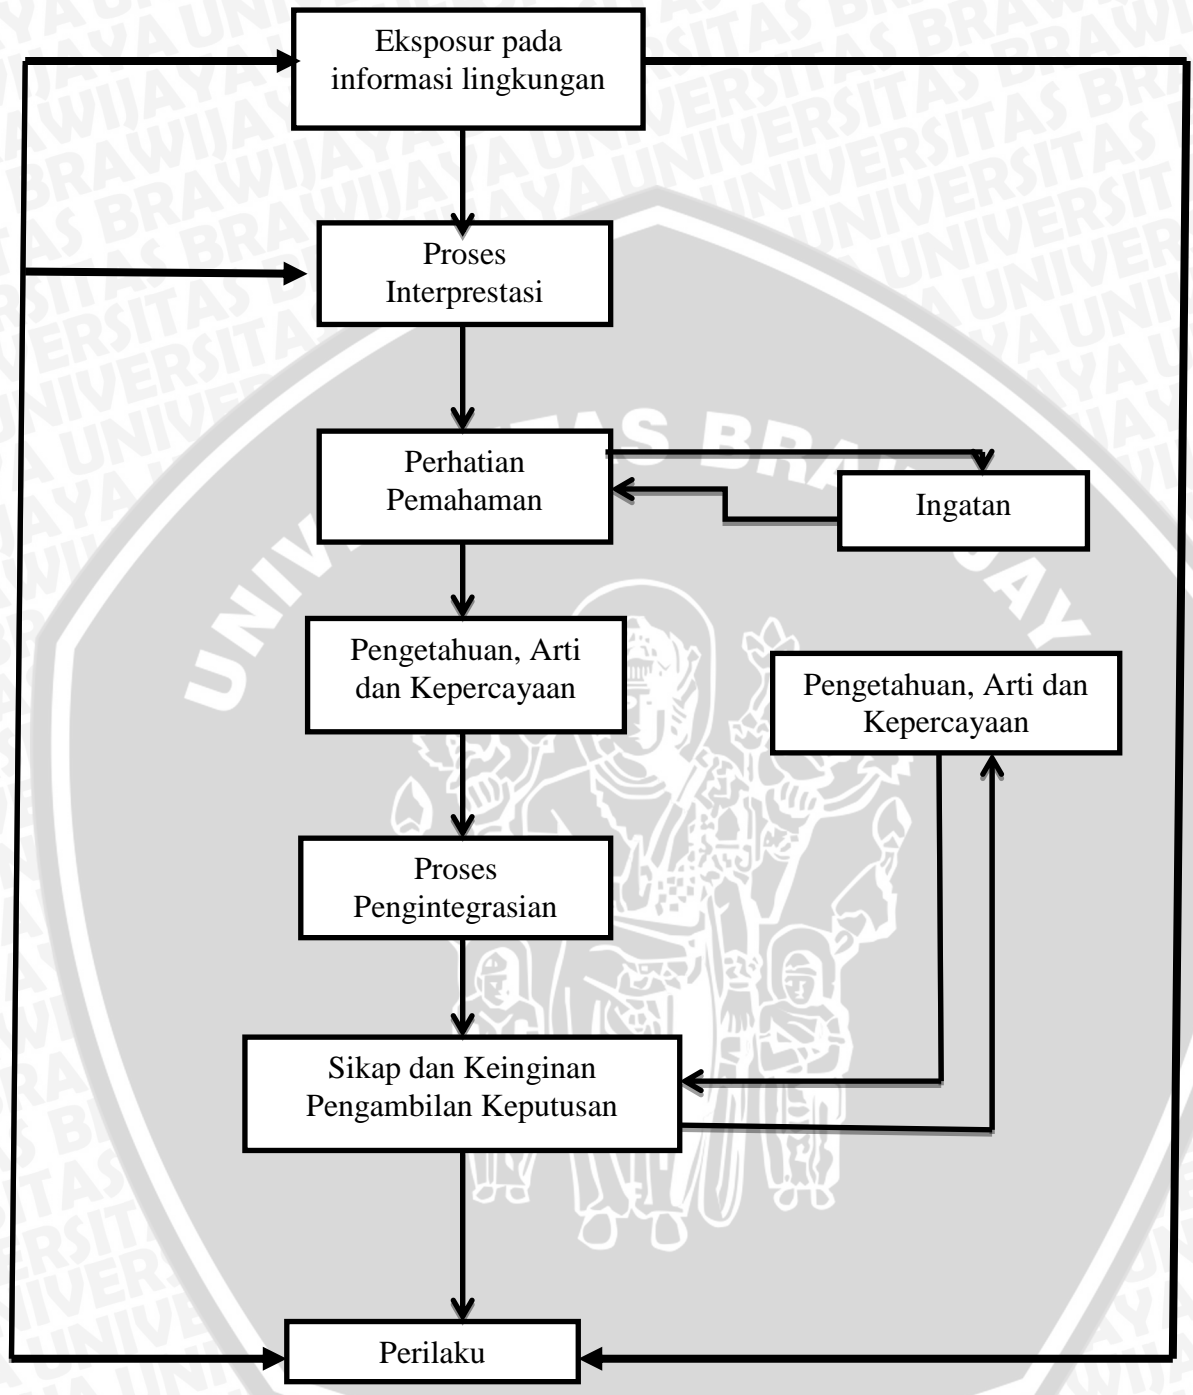 Eksposur pada
informasi lingkungan
Proses
Interprestasi
Perhatian
Pemahaman
Ingatan
Pengetahuan, Arti
dan Kepercayaan
Pengetahuan, Arti dan
Kepercayaan
Proses
Pengintegrasian
Sikap dan Keinginan
Pengambilan Keputusan
Perilaku